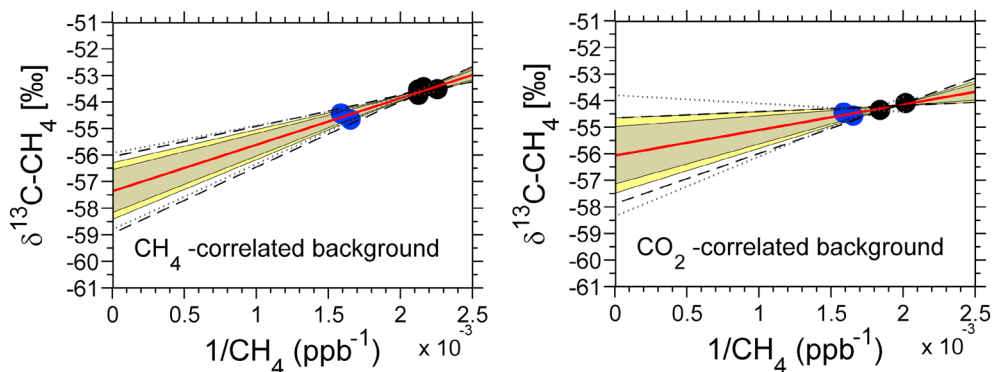 -51
-52
-53
-54
-55
-56
-57
-58
-59
-60
-61
δ¹³C-CH₄ [‰]
CH₄ -correlated background
0 0.5 1 1.5 2 2.5
1/CH₄ (ppb⁻¹) x 10⁻³
-51
-52
-53
-54
-55
-56
-57
-58
-59
-60
-61
δ¹³C-CH₄ [‰]
CO₂ -correlated background
0 0.5 1 1.5 2 2.5
1/CH₄ (ppb⁻¹) x 10⁻³